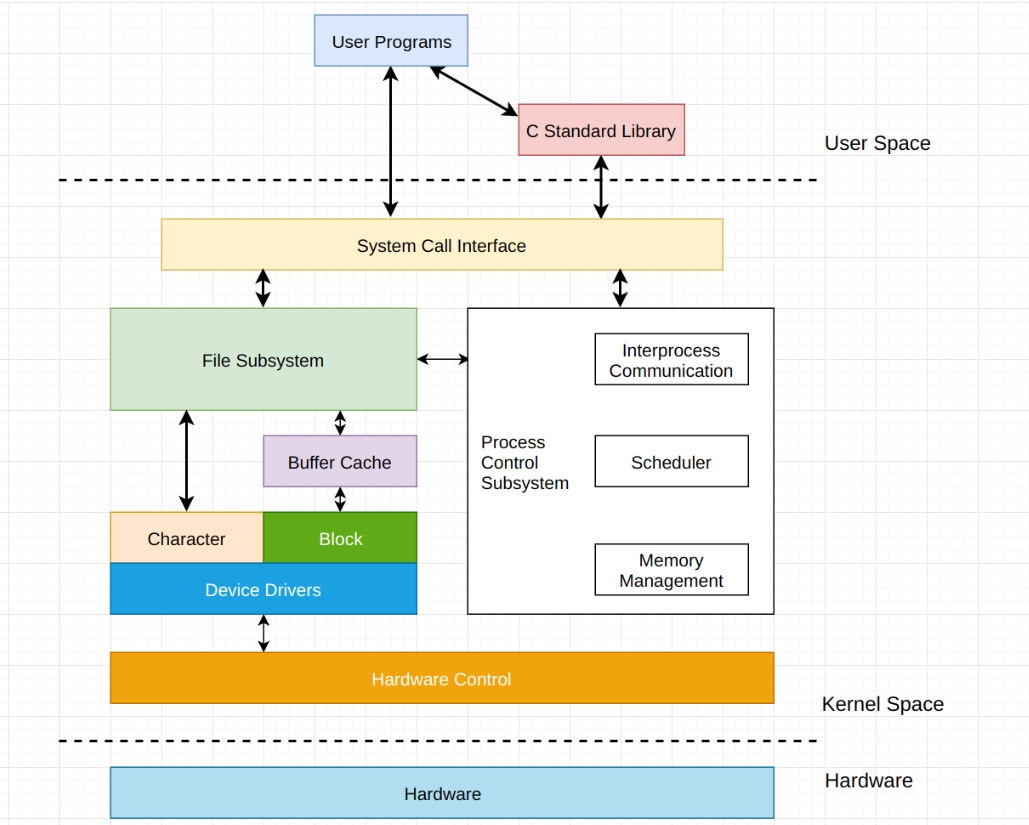 User Programs
C Standard Library
User Space
System Call Interface
File Subsystem
Interprocess
Communication
Process
Control
Subsystem
Buffer Cache
Scheduler
Character
Block
Device Drivers
Memory
Management
Hardware Control
Kernel Space
Hardware
Hardware